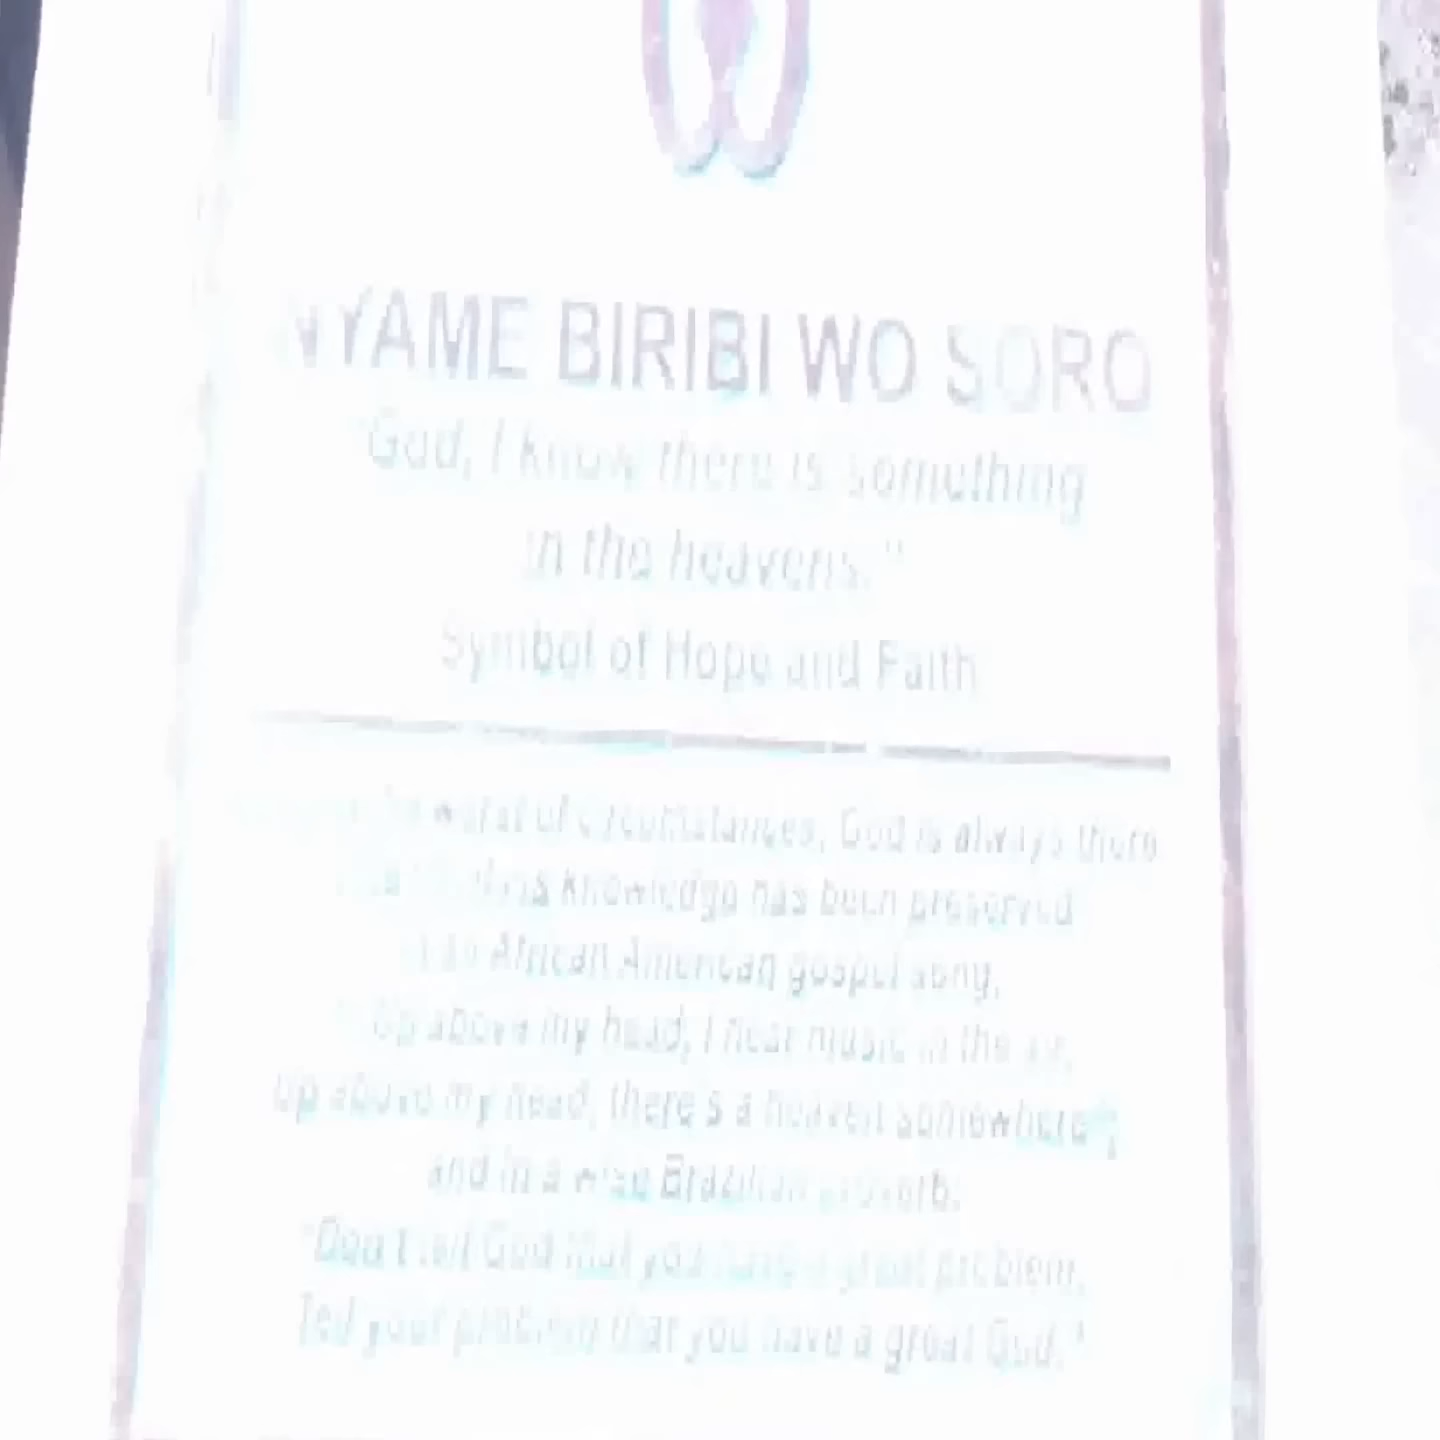 NYAME BIRIBI WO SORO
"God, I know there is something
in the heavens."
Symbol of Hope and Faith
worst of circumstances, God is always there
knowledge has been preserved
African American gospel song,
"Up above my head, I hear music in the air,
Up above my head, there's a heaven somewhere";
and in a wise Brazilian proverb:
"Don't tell God that you have a great problem,
Tell your problem that you have a great God."